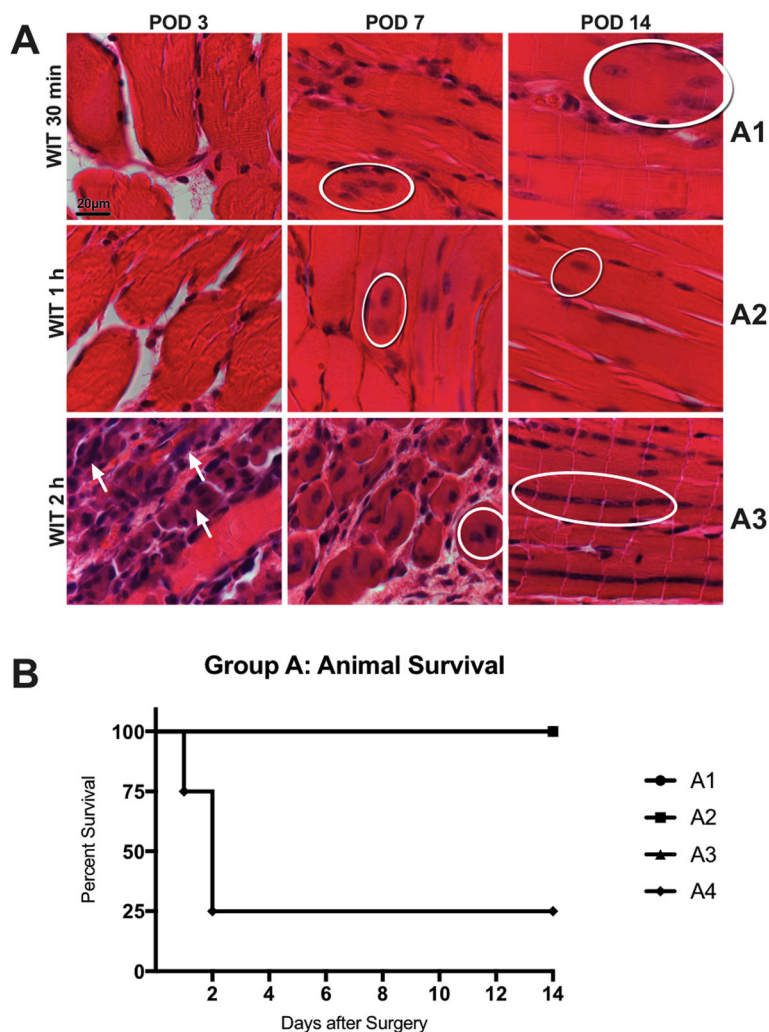 A
POD 3 POD 7 POD 14
WIT 30 min
20µm
A1
WIT 1 h
A2
WIT 2 h
A3
B
Group A: Animal Survival
Percent Survival
100
75
50
25
0
2 4 6 8 10 12 14
Days after Surgery
A1
A2
A3
A4